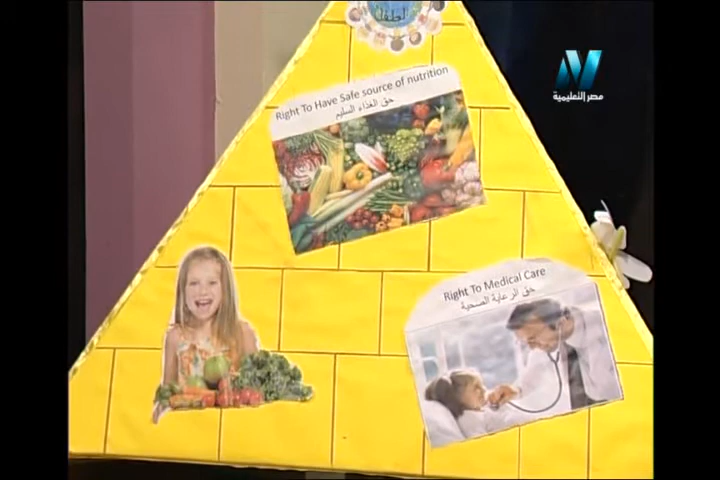 الطفل
Right To Have Safe source of nutrition
حق الغذاء السليم
مصر التعليمية
Right To Medical Care
حق الرعاية الصحية